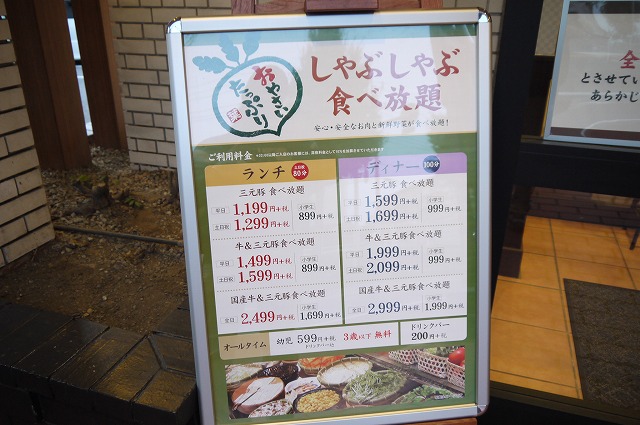 おやさい
たっぷり
しゃぶしゃぶ
食べ放題
安心・安全なお肉と新鮮野菜が食べ放題!
ご利用料金
ランチ 土日祝 80分
三元豚 食べ放題
平日 1,199円+税
土日祝 1,299円+税
小学生 899円+税
牛&三元豚食べ放題
平日 1,499円+税
土日祝 1,599円+税
小学生 899円+税
国産牛&三元豚食べ放題
全日 2,499円+税
小学生 1,699円+税
ディナー 100分
三元豚 食べ放題
平日 1,599円+税
土日祝 1,699円+税
小学生 999円+税
牛&三元豚食べ放題
平日 1,999円+税
土日祝 2,099円+税
小学生 999円+税
国産牛&三元豚食べ放題
全日 2,999円+税
小学生 1,999円+税
オールタイム 幼児 599円+税 3歳以下 無料
ドリンクバー込
ドリンクバー
200円+税
全
とさせてい
あらかじ